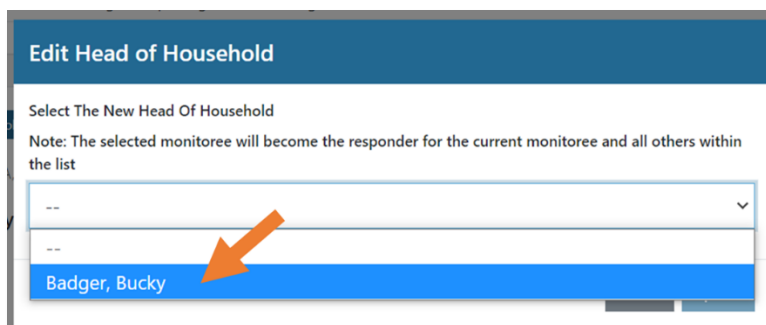 Edit Head of Household
Select The New Head Of Household
Note: The selected monitoree will become the responder for the current monitoree and all others within
the list
--
--
Badger, Bucky